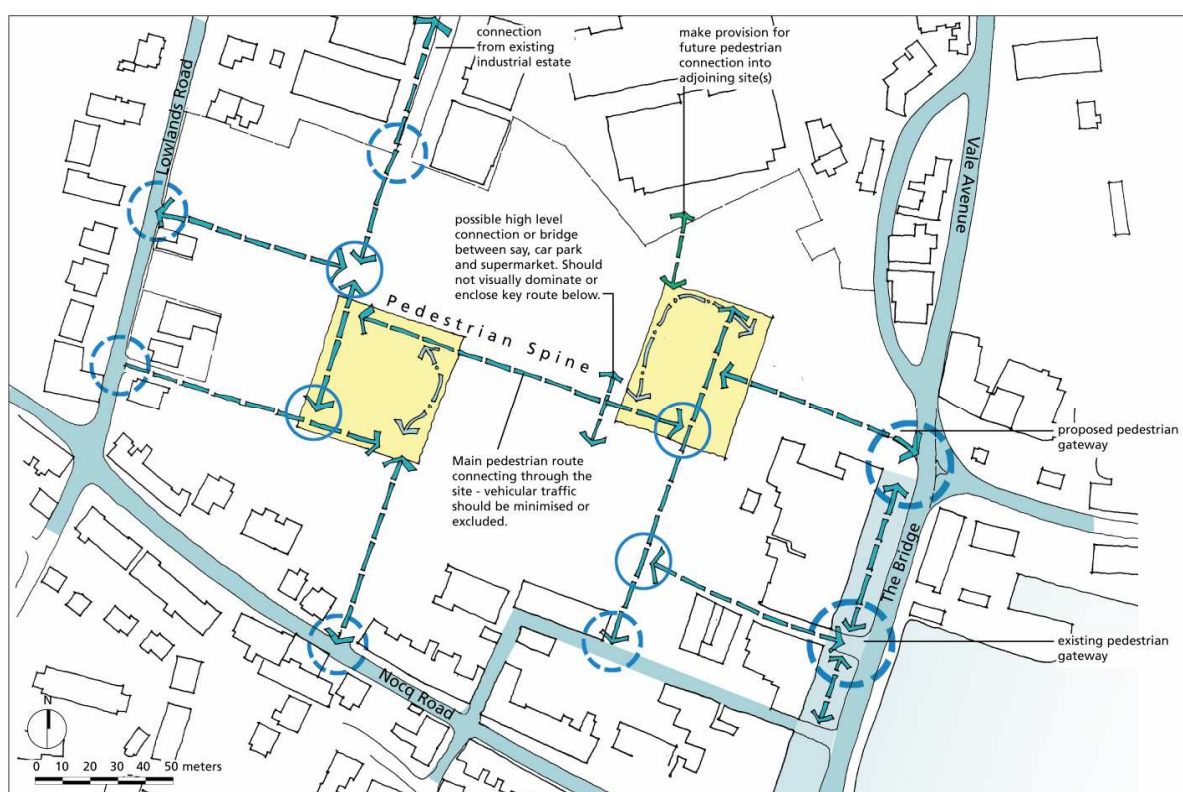 connection
from existing
industrial estate
make provision for
future pedestrian
connection into
adjoining site(s)
Lowlands Road
Vale Avenue
possible high level
connection or bridge
between say, car park
and supermarket. Should
not visually dominate or
enclose key route below.
Pedestrian Spine
proposed pedestrian
gateway
Main pedestrian route
connecting through the
site - vehicular traffic
should be minimised or
excluded.
The Bridge
existing pedestrian
gateway
Nocq Road
N
0 10 20 30 40 50 meters